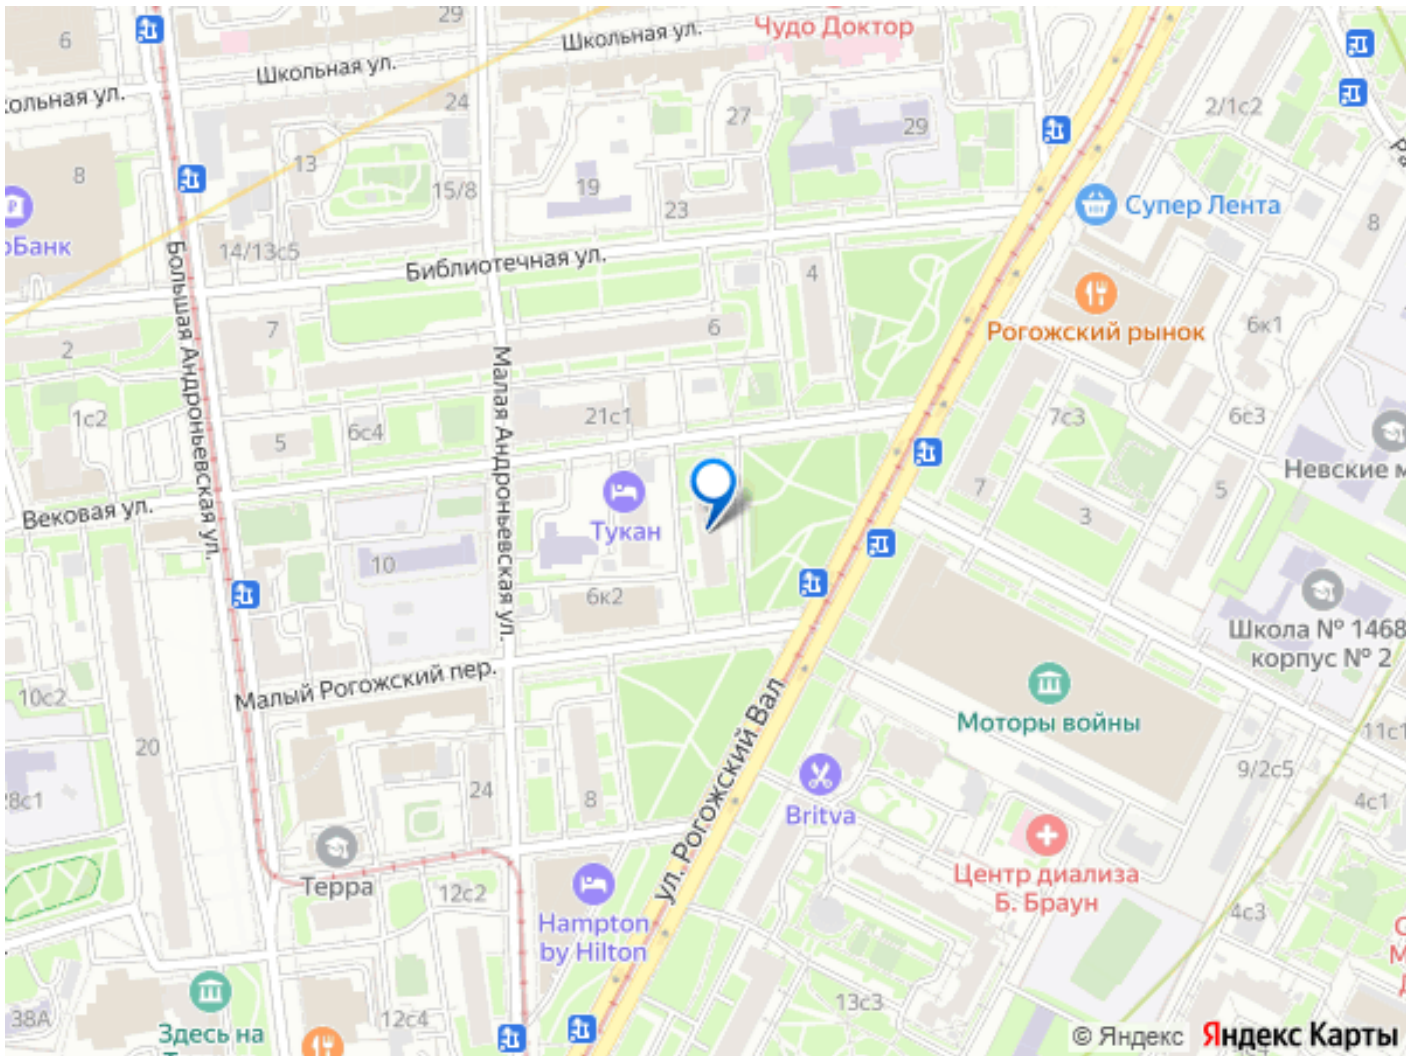 29
Чудо Доктор
6
Школьная ул.
Школьная ул.
кольная ул.
24
27
2/1с2
29
13
8
15/8
19
23
Супер Лента
8
оБанк
14/13с5
Библиотечная ул.
4
Большая Андроньевская ул.
7
6
Рогожский рынок
6к1
2
Малая Андроньевская ул.
1с2
21с1
7с3
6с3
6с4
5
Невские м
Вековая ул.
Тукан
7
5
3
10
6к2
Школа № 1468
корпус № 2
Малый Рогожский пер.
10с2
Моторы войны
11с1
20
ул. Рогожский Вал
9/2с5
28с1
24
8
Britva
4с1
Терра
12с2
Центр диализа
Б. Браун
Hampton
by Hilton
4с3
С
М
Д
13с3
38А
12с4
Здесь на
© Яндекс Яндекс Карты